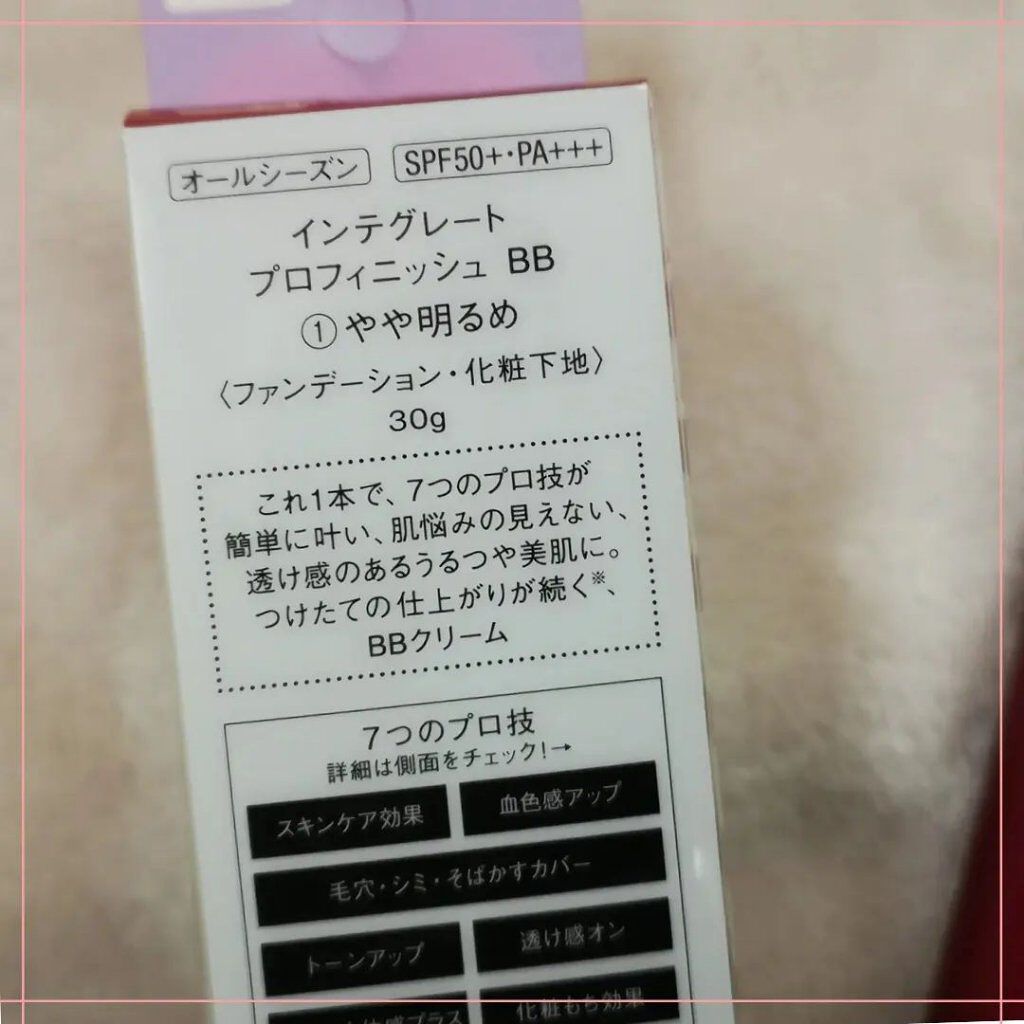 オールシーズン SPF50+・PA+++
インテグレート
プロフィニッシュ BB
①やや明るめ
〈ファンデーション・化粧下地〉
30g
これ1本で、7つのプロ技が
簡単に叶い、肌悩みの見えない、
透け感のあるうるつや美肌に。
つけたての仕上がりが続く※、
BBクリーム
7つのプロ技
詳細は側面をチェック!→
スキンケア効果 血色感アップ
毛穴・シミ・そばかすカバー
トーンアップ 透け感オン
体感プラス 化粧もち効果